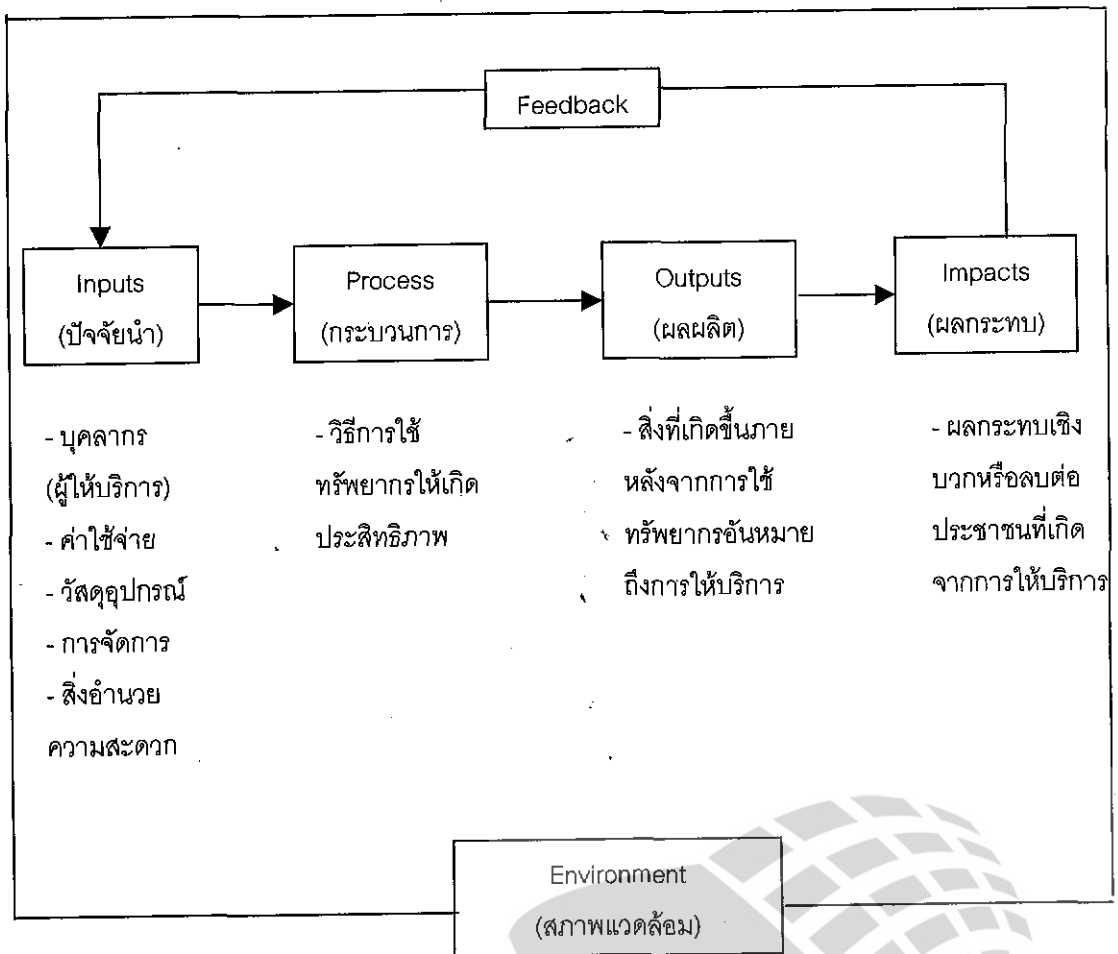 Feedback
Inputs
(ปัจจัยนำ)
Process
(กระบวนการ)
Outputs
(ผลผลิต)
Impacts
(ผลกระทบ)
- บุคลากร
(ผู้ให้บริการ)
- ค่าใช้จ่าย
- วัสดุอุปกรณ์
- การจัดการ
- สิ่งอำนวย
ความสะดวก
- วิธีการใช้
ทรัพยากรให้เกิด
ประสิทธิภาพ
- สิ่งที่เกิดขึ้นภาย
หลังจากการใช้
ทรัพยากรอันหมาย
ถึงการให้บริการ
- ผลกระทบเชิง
บวกหรือลบต่อ
ประชาชนที่เกิด
จากการให้บริการ
Environment
(สภาพแวดล้อม)